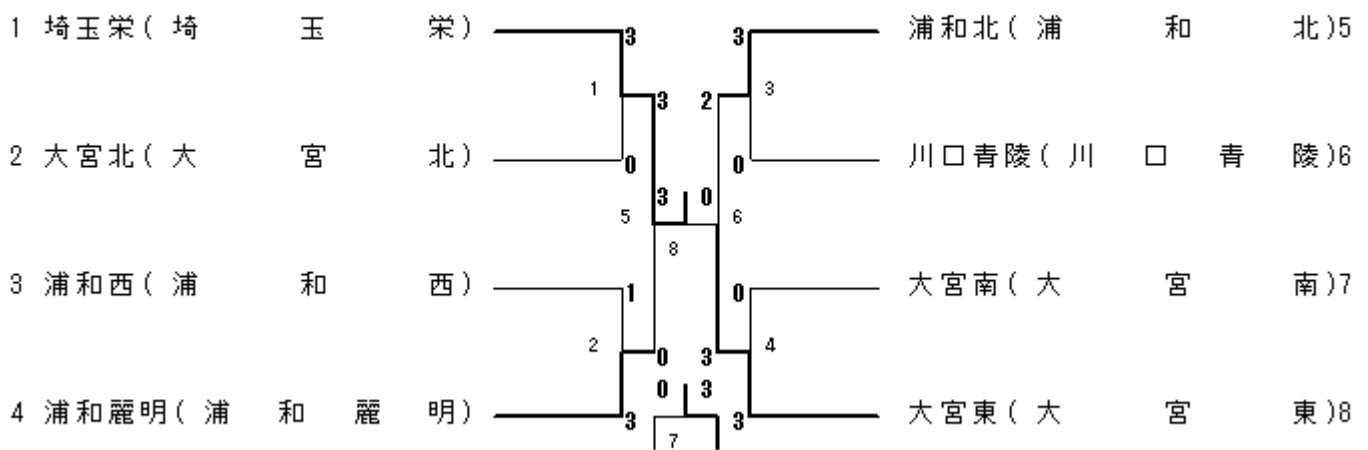 1 埼玉栄(埼 玉 栄) 3 3 浦和北(浦 和 北)5
1 3 2 3
2 大宮北(大 宮 北) 0 0 川口青陵(川 口 青 陵)6
3 0
5 6
8
3 浦和西(浦 和 西) 1 0 大宮南(大 宮 南)7
2 0 3 4
0 3
4 浦和麗明(浦 和 麗 明) 3 3 大宮東(大 宮 東)8
7